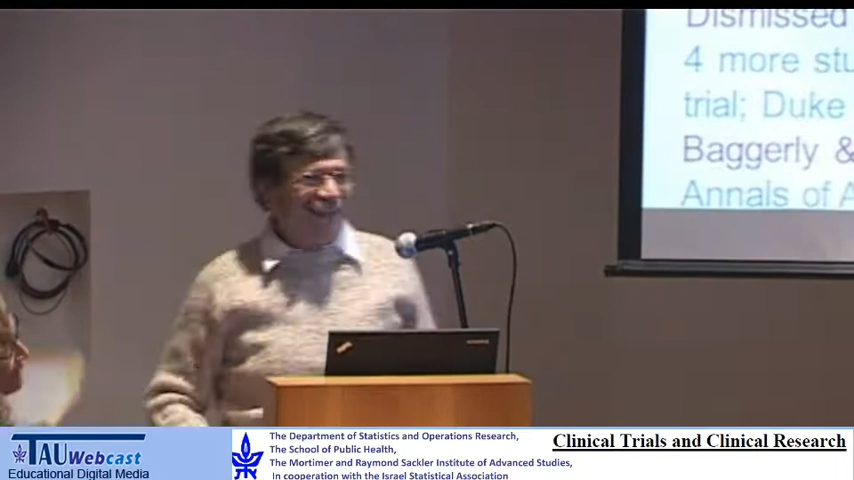 Dismissed
4 more stu
trial; Duke
Baggerly &
Annals of A
TAU Webcast
Educational Digital Media
The Department of Statistics and Operations Research,
The School of Public Health,
The Mortimer and Raymond Sackler Institute of Advanced Studies,
In cooperation with the Israel Statistical Association
Clinical Trials and Clinical Research